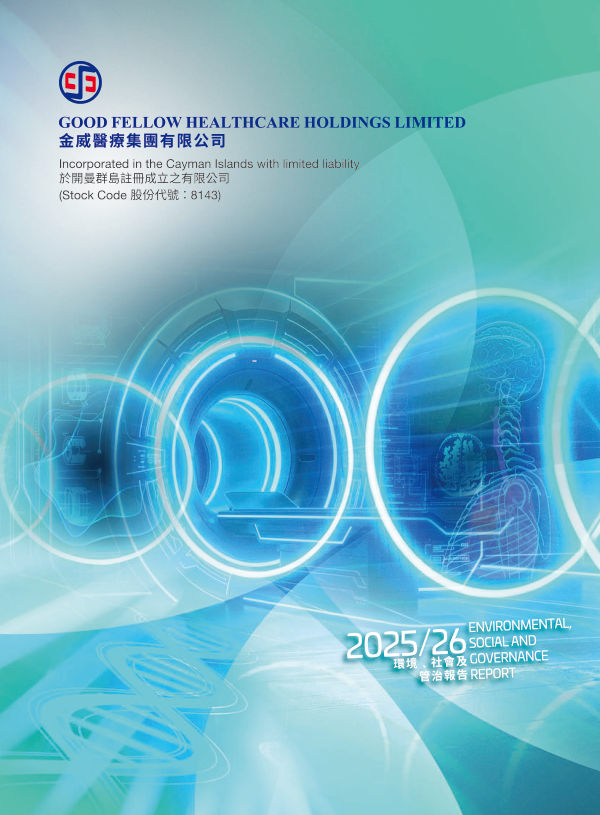 GOOD FELLOW HEALTHCARE HOLDINGS LIMITED
金威醫療集團有限公司
Incorporated in the Cayman Islands with limited liability
於開曼群島註冊成立之有限公司
(Stock Code 股份代號：8143)
2025/26
環境、社會及
管治報告
ENVIRONMENTAL,
SOCIAL AND
GOVERNANCE
REPORT